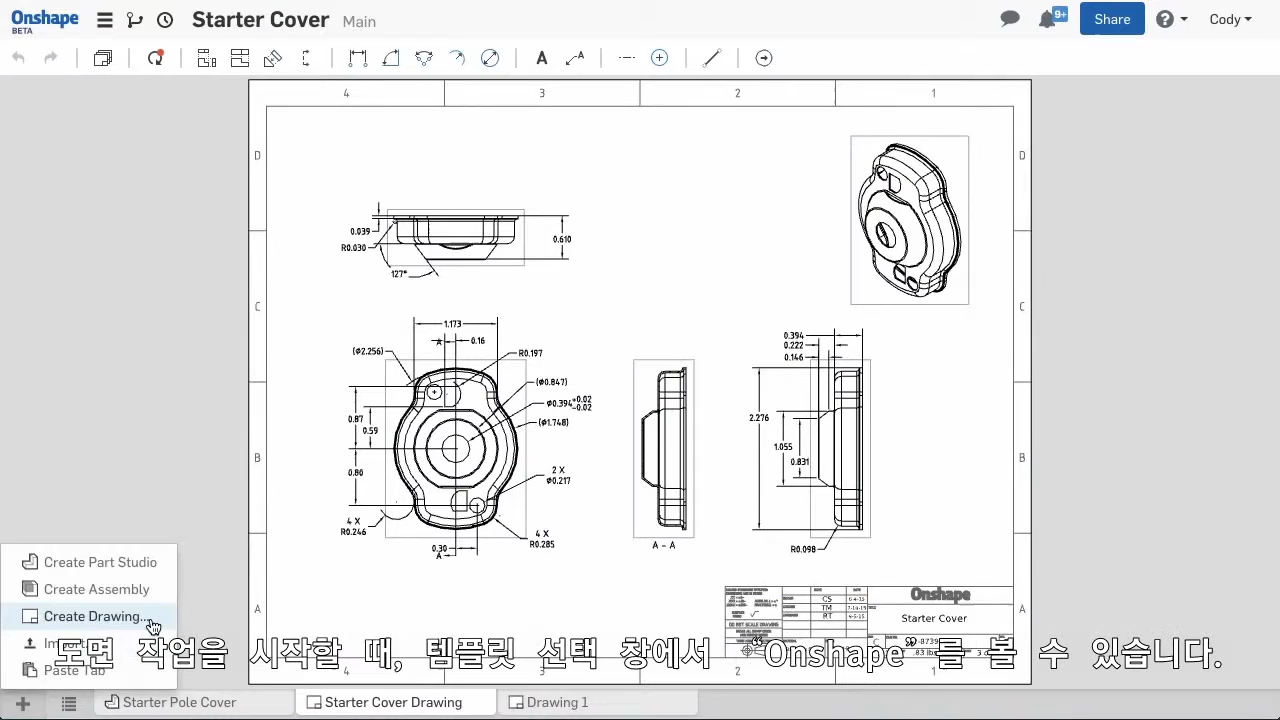 Onshape
BETA
Starter Cover Main
9+
Share
Cody
A
A
4 3 2 1
D D
C C
B B
A A
4 3 2 1
0.039
R0.030
127°
0.610
1.173
A 0.16
(Ø2.256)
R0.197
(Ø0.847)
Ø0.394 +0.02 -0.02
(Ø1.748)
0.87
0.59
0.80
2 X
Ø0.217
4 X
R0.246
4 X
R0.285
0.30
A
A - A
0.394
0.222
0.146
2.276
1.055
0.831
R0.098
CS
TM
RT
Onshape
Starter Cover
DO NOT SCALE DRAWING
Create Part Studio
Create Assembly
Create Drawing...
Paste Tab
도면 작업을 시작할 때, 템플릿 선택 창에서 “Onshape 를 볼 수 있습니다.
Starter Pole Cover
Starter Cover Drawing
Drawing 1